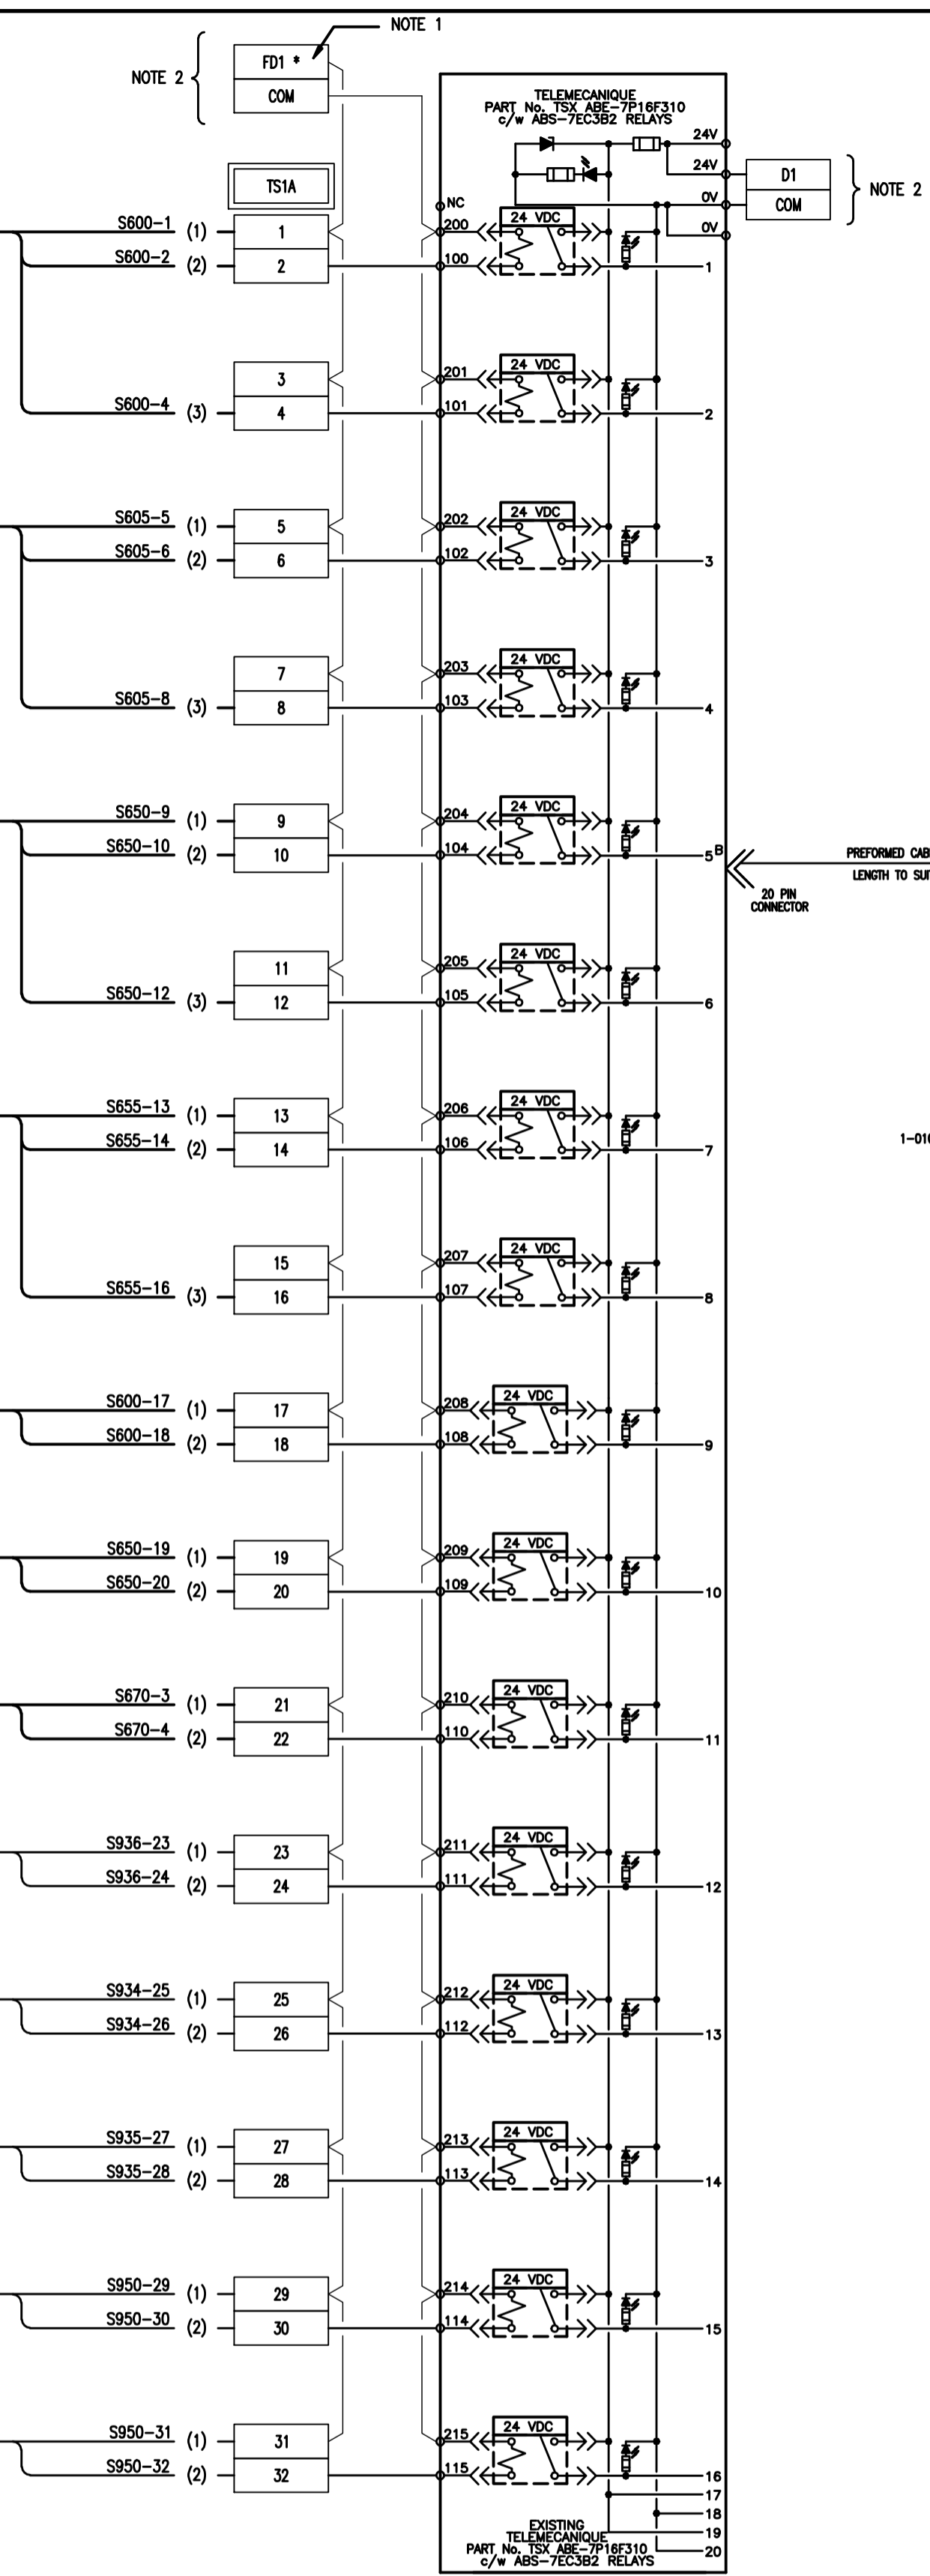 NOTE 1
NOTE 2
FD1 *
COM
TELEMECANIQUE
PART No. TSX ABE-7P16F310
c/w ABS-7EC3B2 RELAYS
24V
24V
0V
0V
D1
COM
NOTE 2
TS1A
NC
S600-1 (1) 1 200 24 VDC
S600-2 (2) 2 100 1
3 201 24 VDC
S600-4 (3) 4 101 2
S605-5 (1) 5 202 24 VDC
S605-6 (2) 6 102 3
7 203 24 VDC
S605-8 (3) 8 103 4
S650-9 (1) 9 204 24 VDC
S650-10 (2) 10 104 5 B
PREFORMED CAB
LENGTH TO SUI
20 PIN
CONNECTOR
11 205 24 VDC
S650-12 (3) 12 105 6
S655-13 (1) 13 206 24 VDC
S655-14 (2) 14 106 7
1-010
15 207 24 VDC
S655-16 (3) 16 107 8
S600-17 (1) 17 208 24 VDC
S600-18 (2) 18 108 9
S650-19 (1) 19 209 24 VDC
S650-20 (2) 20 109 10
S670-3 (1) 21 210 24 VDC
S670-4 (2) 22 110 11
S936-23 (1) 23 211 24 VDC
S936-24 (2) 24 111 12
S934-25 (1) 25 212 24 VDC
S934-26 (2) 26 112 13
S935-27 (1) 27 213 24 VDC
S935-28 (2) 28 113 14
S950-29 (1) 29 214 24 VDC
S950-30 (2) 30 114 15
S950-31 (1) 31 215 24 VDC
S950-32 (2) 32 115 16
17
18
19
20
EXISTING
TELEMECANIQUE
PART No. TSX ABE-7P16F310
c/w ABS-7EC3B2 RELAYS